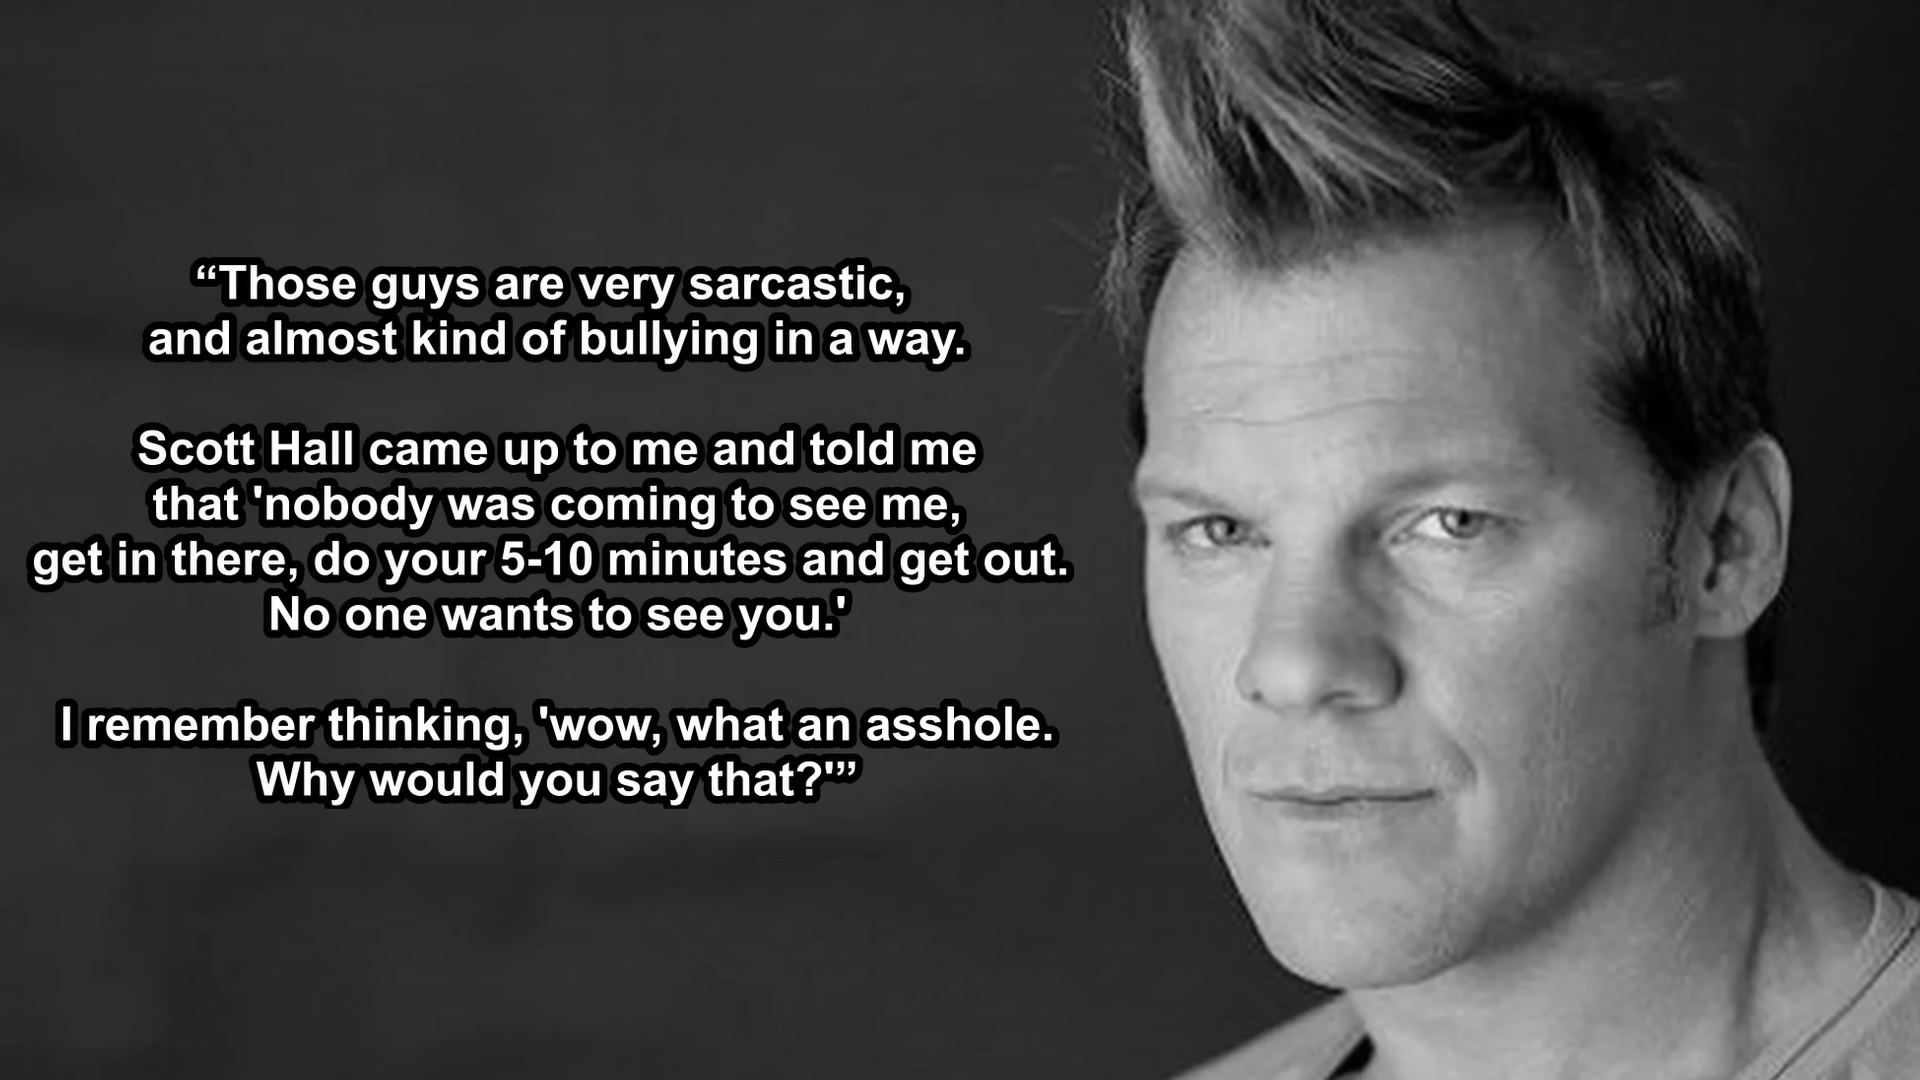 “Those guys are very sarcastic,
and almost kind of bullying in a way.
Scott Hall came up to me and told me
that 'nobody was coming to see me,
get in there, do your 5-10 minutes and get out.
No one wants to see you.'
I remember thinking, 'wow, what an asshole.
Why would you say that?'”